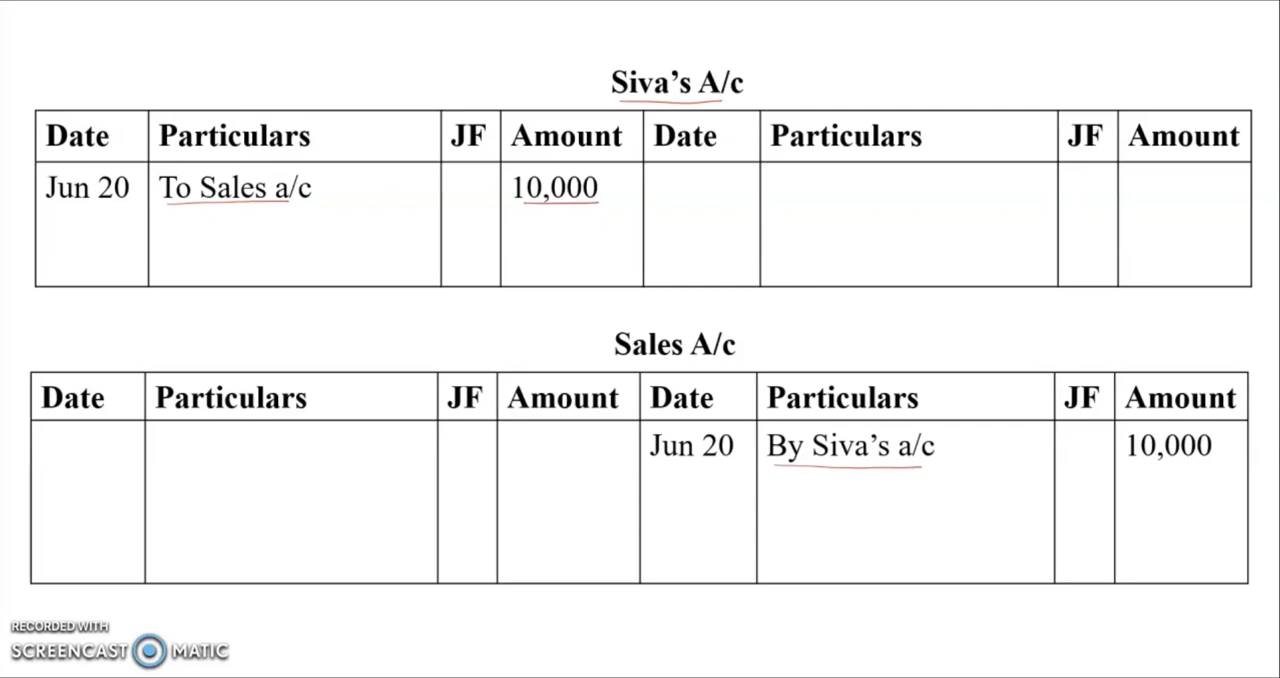 Siva’s A/c
Date Particulars JF Amount Date Particulars JF Amount
Jun 20 To Sales a/c 10,000
Sales A/c
Date Particulars JF Amount Date Particulars JF Amount
Jun 20 By Siva’s a/c 10,000
RECORDED WITH
SCREENCAST MATIC